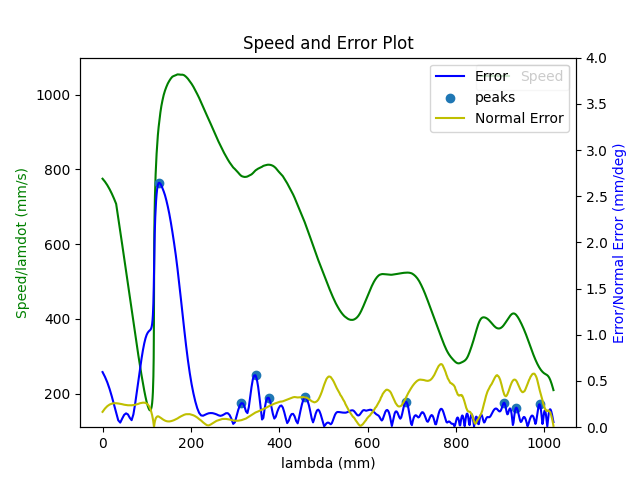 Speed and Error Plot
Error
Speed
peaks
Normal Error
1000
800
600
400
200
4.0
3.5
3.0
2.5
2.0
1.5
1.0
0.5
0.0
Speed/lamdot (mm/s)
Error/Normal Error (mm/deg)
0 200 400 600 800 1000
lambda (mm)